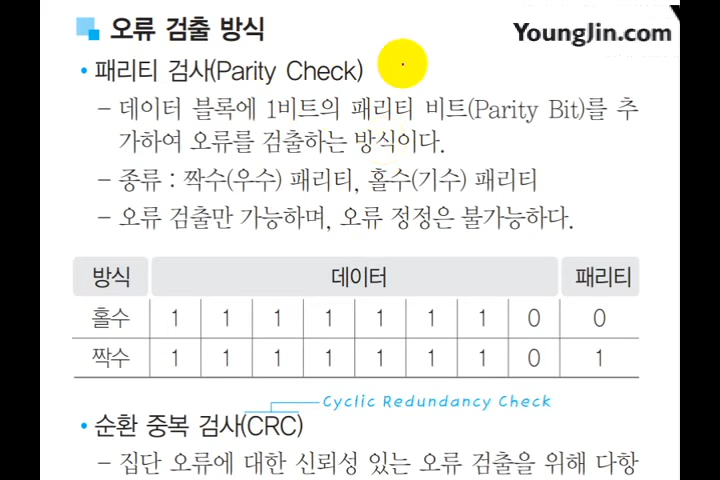 오류 검출 방식
YoungJin.com
• 패리티 검사(Parity Check)
– 데이터 블록에 1비트의 패리티 비트(Parity Bit)를 추
가하여 오류를 검출하는 방식이다.
– 종류 : 짝수(우수) 패리티, 홀수(기수) 패리티
– 오류 검출만 가능하며, 오류 정정은 불가능하다.
방식 데이터 패리티
홀수 1 1 1 1 1 1 1 0 0
짝수 1 1 1 1 1 1 1 0 1
Cyclic Redundancy Check
• 순환 중복 검사(CRC)
– 집단 오류에 대한 신뢰성 있는 오류 검출을 위해 다항